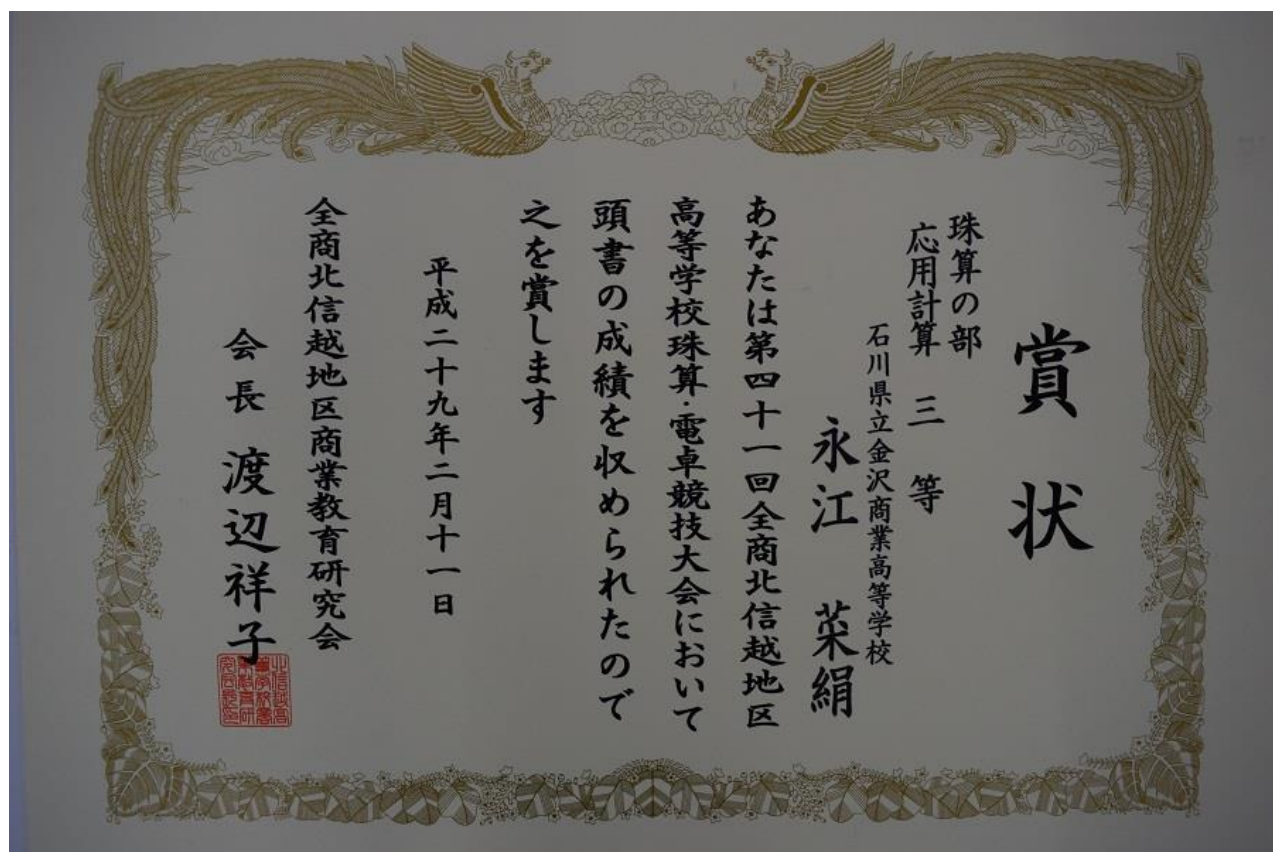 賞状
珠算の部
応用計算 三等
石川県立金沢商業高等学校
永江 菜絹
あなたは第四十一回全商北信越地区
高等学校珠算・電卓競技大会において
頭書の成績を収められたので
之を賞します
平成二十九年二月十一日
全商北信越地区商業教育研究会
会長 渡辺祥子